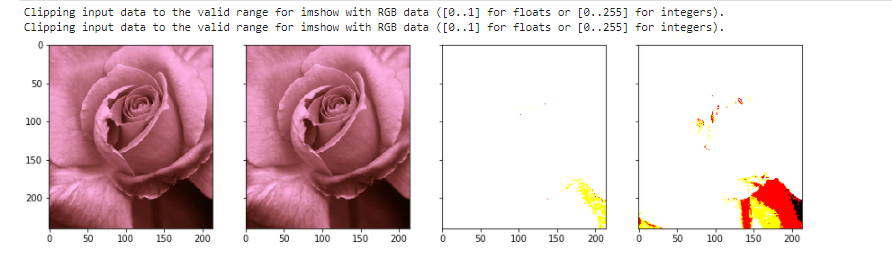 Clipping input data to the valid range for imshow with RGB data ([0..1] for floats or [0..255] for integers).
Clipping input data to the valid range for imshow with RGB data ([0..1] for floats or [0..255] for integers).
0
50
100
150
200
0 50 100 150 200 0 50 100 150 200 0 50 100 150 200 0 50 100 150 200